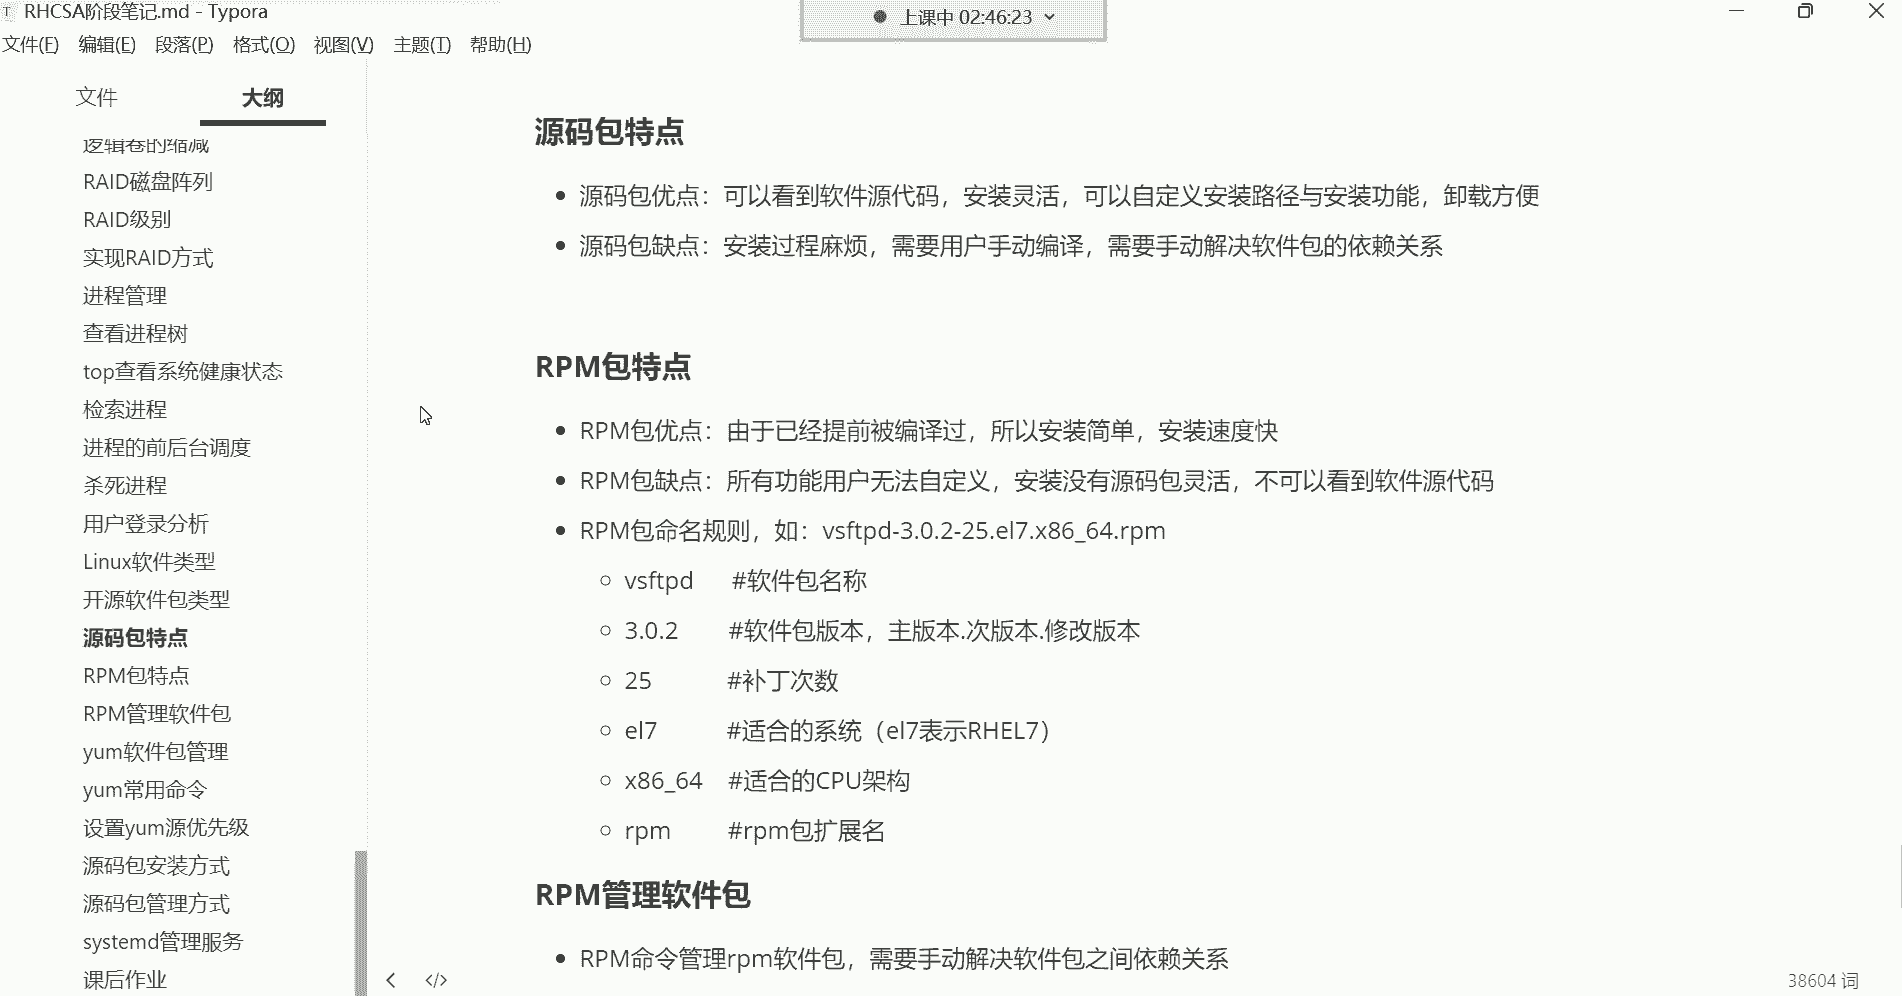 RHCSA阶段笔记.md - Typora
上课中 02:46:23
文件(F) 编辑(E) 段落(P) 格式(O) 视图(V) 主题(T) 帮助(H)
文件 大纲
逻辑卷的缩减
RAID磁盘阵列
RAID级别
实现RAID方式
进程管理
查看进程树
top查看系统健康状态
检索进程
进程的前后台调度
杀死进程
用户登录分析
Linux软件类型
开源软件包类型
源码包特点
RPM包特点
RPM管理软件包
yum软件包管理
yum常用命令
设置yum源优先级
源码包安装方式
源码包管理方式
systemd管理服务
课后作业
源码包特点
源码包优点：可以看到软件源代码，安装灵活，可以自定义安装路径与安装功能，卸载方便
源码包缺点：安装过程麻烦，需要用户手动编译，需要手动解决软件包的依赖关系
RPM包特点
RPM包优点：由于已经提前被编译过，所以安装简单，安装速度快
RPM包缺点：所有功能用户无法自定义，安装没有源码包灵活，不可以看到软件源代码
RPM包命名规则，如：vsftpd-3.0.2-25.el7.x86_64.rpm
vsftpd #软件包名称
3.0.2 #软件包版本，主版本.次版本.修改版本
25 #补丁次数
el7 #适合的系统（el7表示RHEL7）
x86_64 #适合的CPU架构
rpm #rpm包扩展名
RPM管理软件包
RPM命令管理rpm软件包，需要手动解决软件包之间依赖关系
38604 词